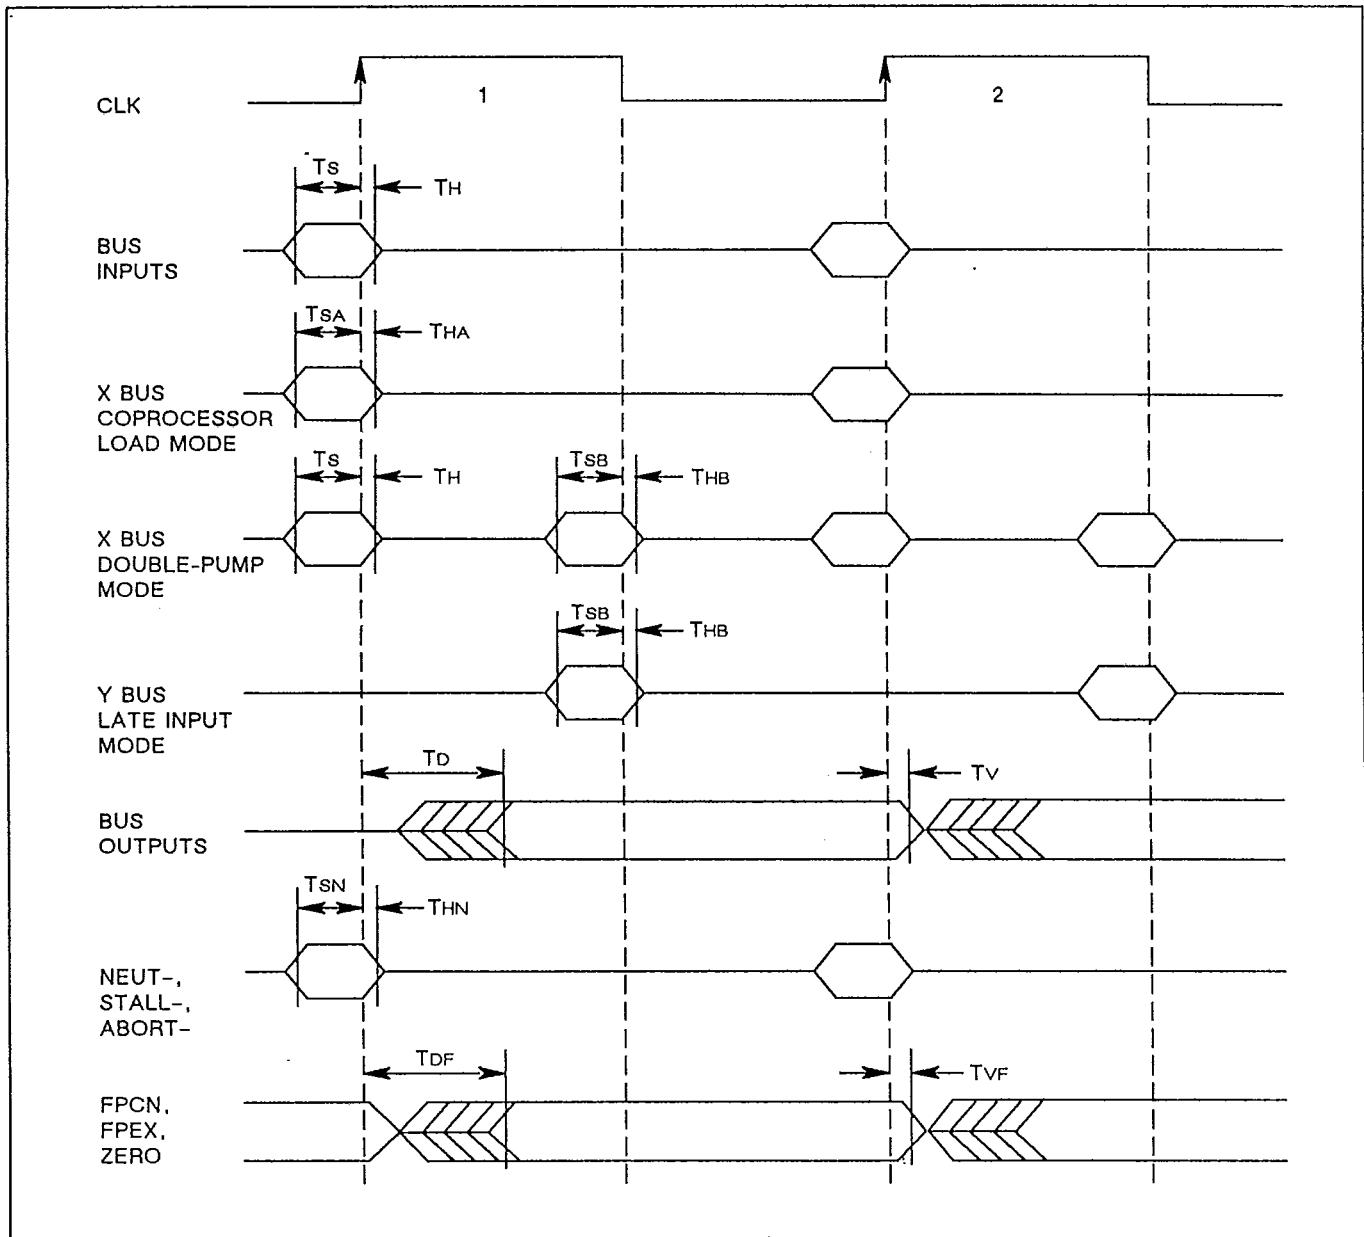 CLK
1
2
TS
TH
BUS
INPUTS
TSA
THA
X BUS
COPROCESSOR
LOAD MODE
TS
TH
TSB
THB
X BUS
DOUBLE-PUMP
MODE
TSB
THB
Y BUS
LATE INPUT
MODE
TD
TV
BUS
OUTPUTS
TSN
THN
NEUT-,
STALL-,
ABORT-
TDF
TVF
FPCN,
FPEX,
ZERO